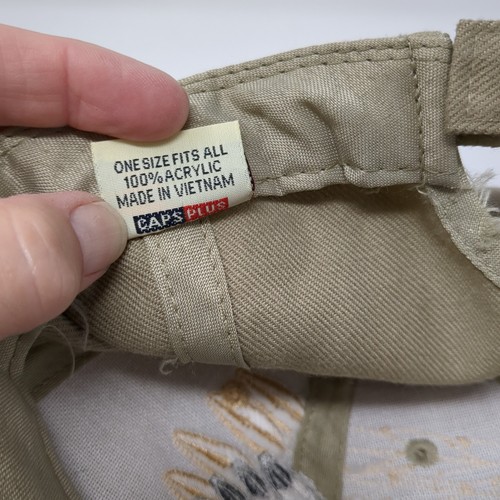 ONE SIZE FITS ALL
100% ACRYLIC
MADE IN VIETNAM
CAPS PLUS